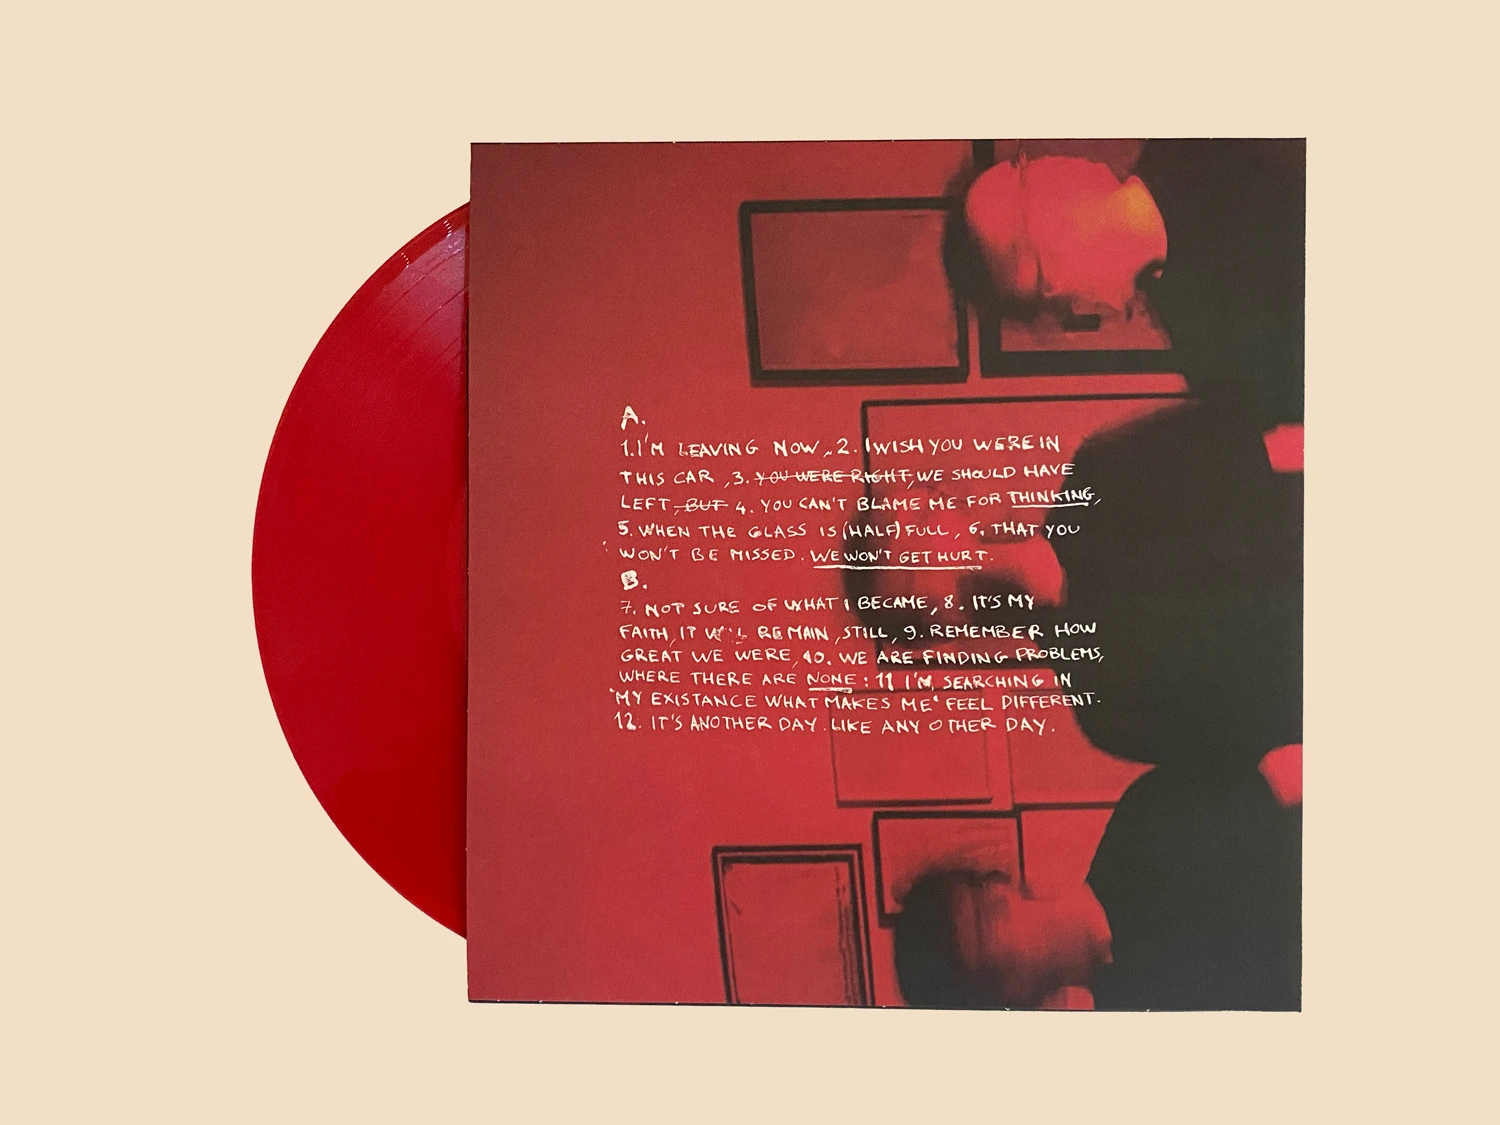 A.
1. I'M LEAVING NOW, 2. I WISH YOU WERE IN
THIS CAR, 3. YOU WERE RIGHT, WE SHOULD HAVE
LEFT, BUT 4. YOU CAN'T BLAME ME FOR THINKING,
5. WHEN THE GLASS IS (HALF) FULL, 6. THAT YOU
WON'T BE MISSED. WE WON'T GET HURT.
B.
7. NOT SURE OF WHAT I BECAME, 8. IT'S MY
FAITH, IT WILL REMAIN, STILL, 9. REMEMBER HOW
GREAT WE WERE, 10. WE ARE FINDING PROBLEMS,
WHERE THERE ARE NONE: 11 I'M SEARCHING IN
"MY EXISTANCE WHAT MAKES ME" FEEL DIFFERENT.
12. IT'S ANOTHER DAY. LIKE ANY OTHER DAY.